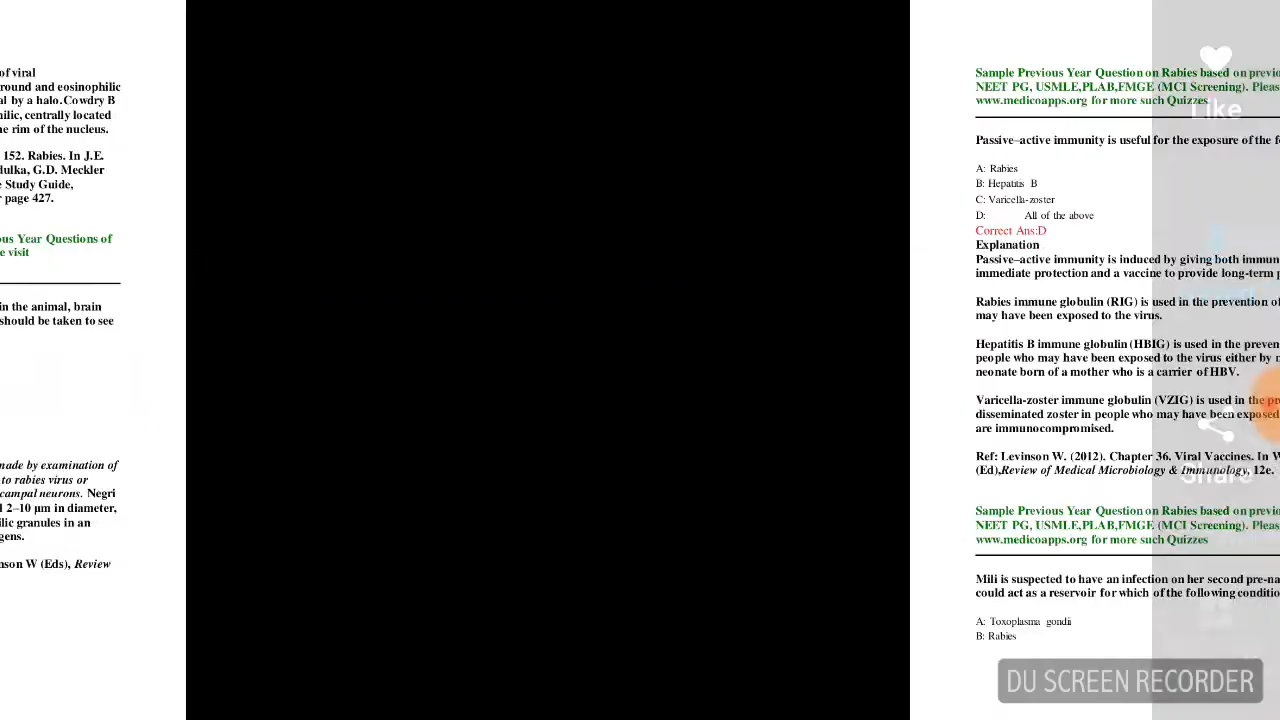 of viral
round and eosinophilic
al by a halo.Cowdry B
hilic, centrally located
ne rim of the nucleus.
152. Rabies. In J.E.
dulka, G.D. Meckler
e Study Guide,
r page 427.
ous Year Questions of
e visit
in the animal, brain
should be taken to see
made by examination of
to rabies virus or
campal neurons. Negri
l 2–10 µm in diameter,
ilic granules in an
gens.
nson W (Eds), Review
Sample Previous Year Question on Rabies based on previo
NEET PG, USMLE,PLAB,FMGE (MCI Screening). Pleas
www.medicoapps.org for more such Quizzes
Passive–active immunity is useful for the exposure of the f
A: Rabies
B: Hepatitis B
C: Varicella-zoster
D: All of the above
Correct Ans:D
Explanation
Passive–active immunity is induced by giving both immun
immediate protection and a vaccine to provide long-term p
Rabies immune globulin (RIG) is used in the prevention of
may have been exposed to the virus.
Hepatitis B immune globulin (HBIG) is used in the preven
people who may have been exposed to the virus either by n
neonate born of a mother who is a carrier of HBV.
Varicella-zoster immune globulin (VZIG) is used in the pre
disseminated zoster in people who may have been exposed
are immunocompromised.
Ref: Levinson W. (2012). Chapter 36. Viral Vaccines. In W
(Ed),Review of Medical Microbiology & Immunology, 12e.
Sample Previous Year Question on Rabies based on previo
NEET PG, USMLE,PLAB,FMGE (MCI Screening). Pleas
www.medicoapps.org for more such Quizzes
Mili is suspected to have an infection on her second pre-na
could act as a reservoir for which of the following conditio
A: Toxoplasma gondii
B: Rabies
Like
Share
DU SCREEN RECORDER